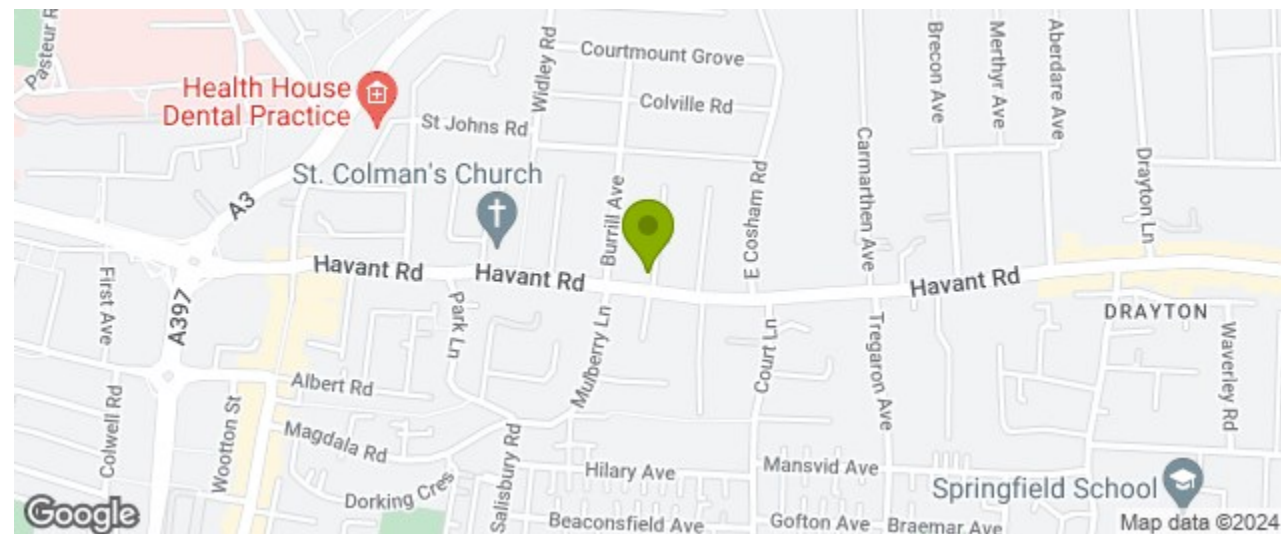 Pasteur R
Widley Rd
Courtmount Grove
Brecon Ave
Merthyr Ave
Aberdare Ave
Health House
Dental Practice
Colville Rd
St Johns Rd
St. Colman's Church
Burrill Ave
E Cosham Rd
Carmarthen Ave
Drayton Ln
A3
Havant Rd
Havant Rd
Havant Rd
First Ave
A397
Park Ln
Mulberry Ln
Court Ln
Tregaron Ave
DRAYTON
Waverley Rd
Albert Rd
Colwell Rd
Wootton St
Magdala Rd
Salisbury Rd
Hilary Ave
Mansvid Ave
Dorking Cres
Springfield School
Google
Beaconsfield Ave
Gofton Ave
Braemar Ave
Map data ©2024